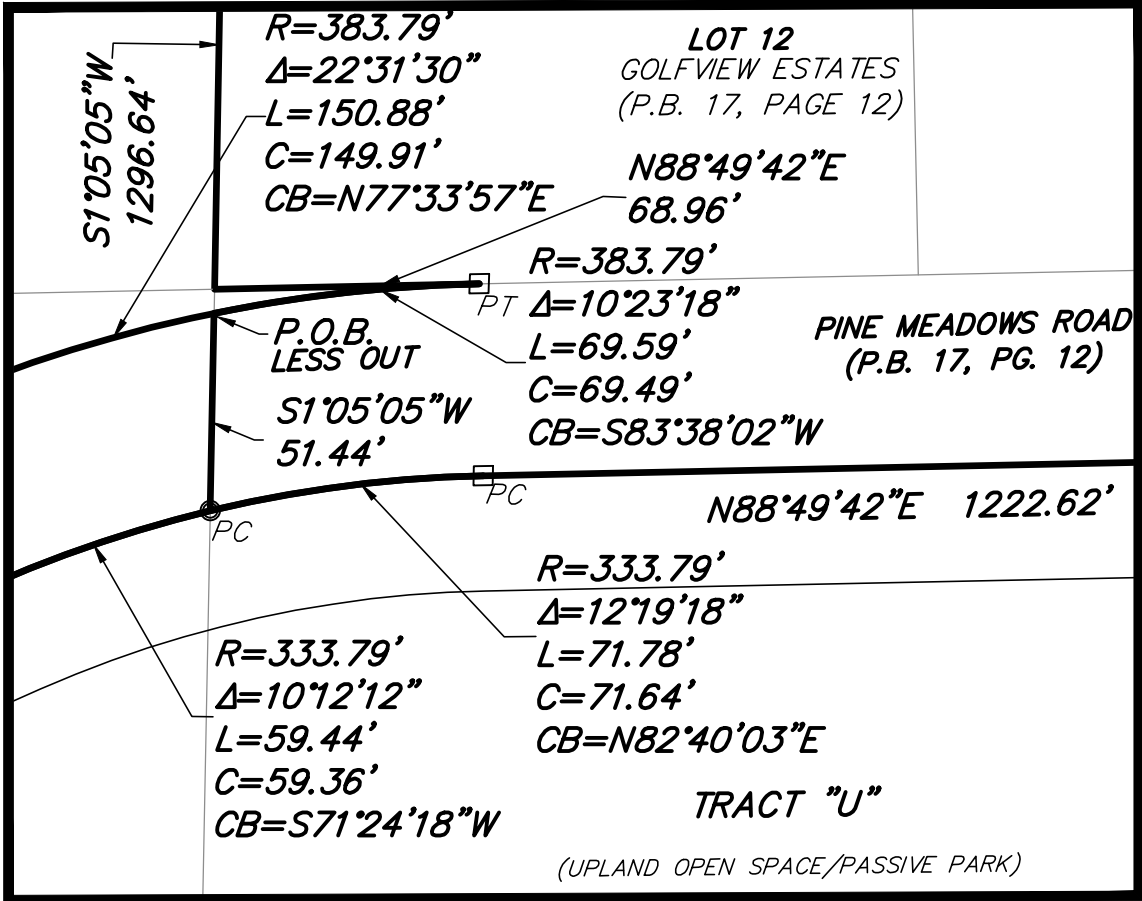 S1°05'05"W
1296.64'
R=383.79'
Δ=22°31'30"
L=150.88'
C=149.91'
CB=N77°33'57"E
LOT 12
GOLFVIEW ESTATES
(P.B. 17, PAGE 12)
N88°49'42"E
68.96'
R=383.79'
Δ=10°23'18"
L=69.59'
C=69.49'
CB=S83°38'02"W
PT
PINE MEADOWS ROAD
(P.B. 17, PG. 12)
P.O.B.
LESS OUT
S1°05'05"W
51.44'
PC
PC
N88°49'42"E 1222.62'
R=333.79'
Δ=12°19'18"
L=71.78'
C=71.64'
CB=N82°40'03"E
R=333.79'
Δ=10°12'12"
L=59.44'
C=59.36'
CB=S71°24'18"W
TRACT "U"
(UPLAND OPEN SPACE/PASSIVE PARK)